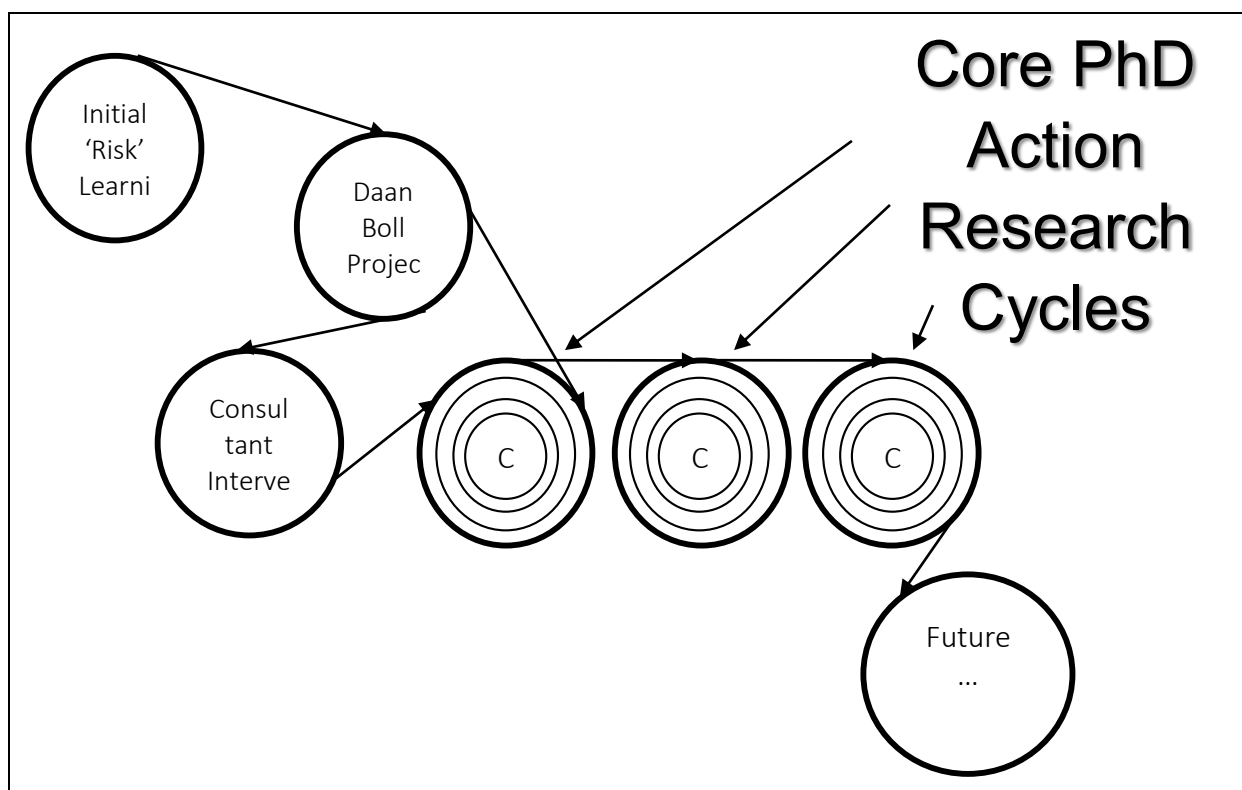 Core PhD
Action
Research
Cycles
Initial
‘Risk’
Learni
Daan
Boll
Projec
Consul
tant
Interve
C
C
C
Future
...